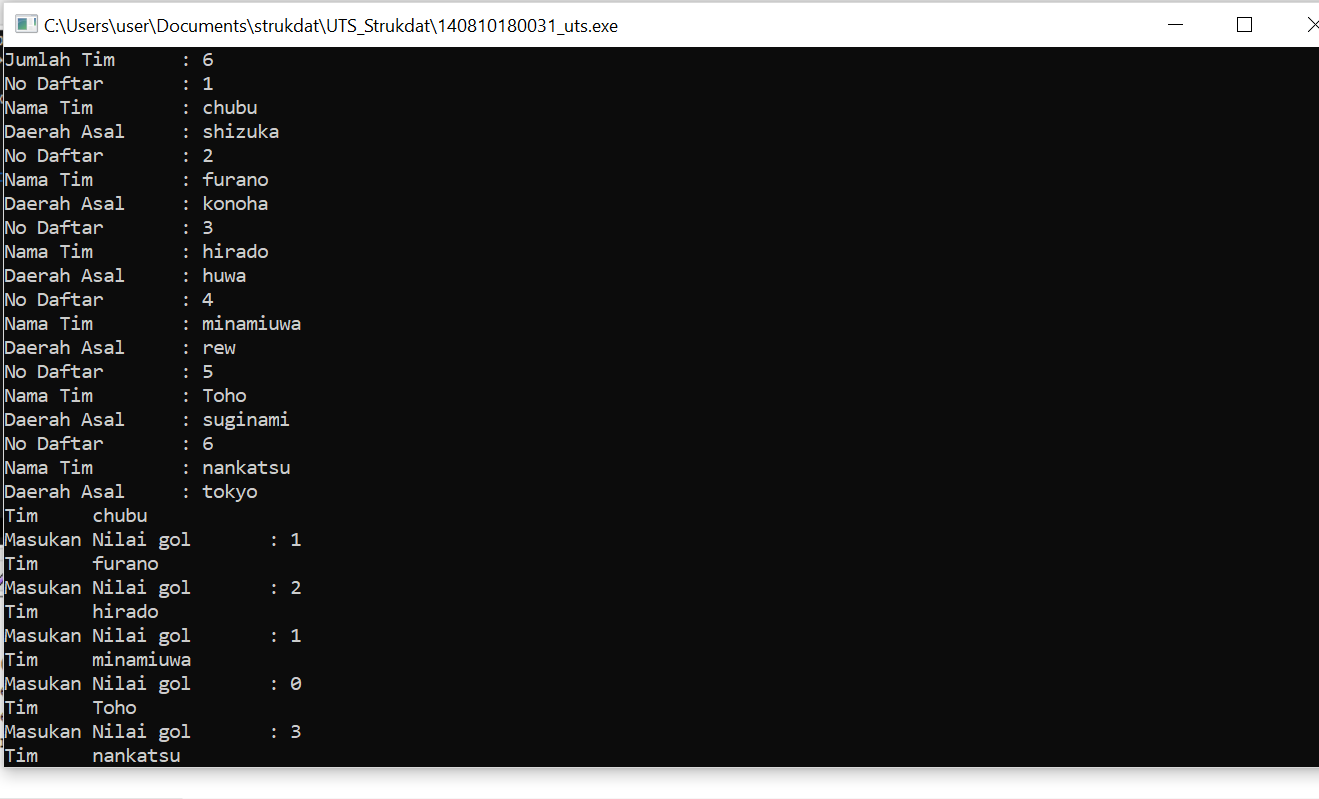 C:\Users\user\Documents\strukdat\UTS_Strukdat\140810180031_uts.exe
Jumlah Tim : 6
No Daftar : 1
Nama Tim : chubu
Daerah Asal : shizuka
No Daftar : 2
Nama Tim : furano
Daerah Asal : konoha
No Daftar : 3
Nama Tim : hirado
Daerah Asal : huwa
No Daftar : 4
Nama Tim : minamiuwa
Daerah Asal : rew
No Daftar : 5
Nama Tim : Toho
Daerah Asal : suginami
No Daftar : 6
Nama Tim : nankatsu
Daerah Asal : tokyo
Tim chubu
Masukan Nilai gol : 1
Tim furano
Masukan Nilai gol : 2
Tim hirado
Masukan Nilai gol : 1
Tim minamiuwa
Masukan Nilai gol : 0
Tim Toho
Masukan Nilai gol : 3
Tim nankatsu